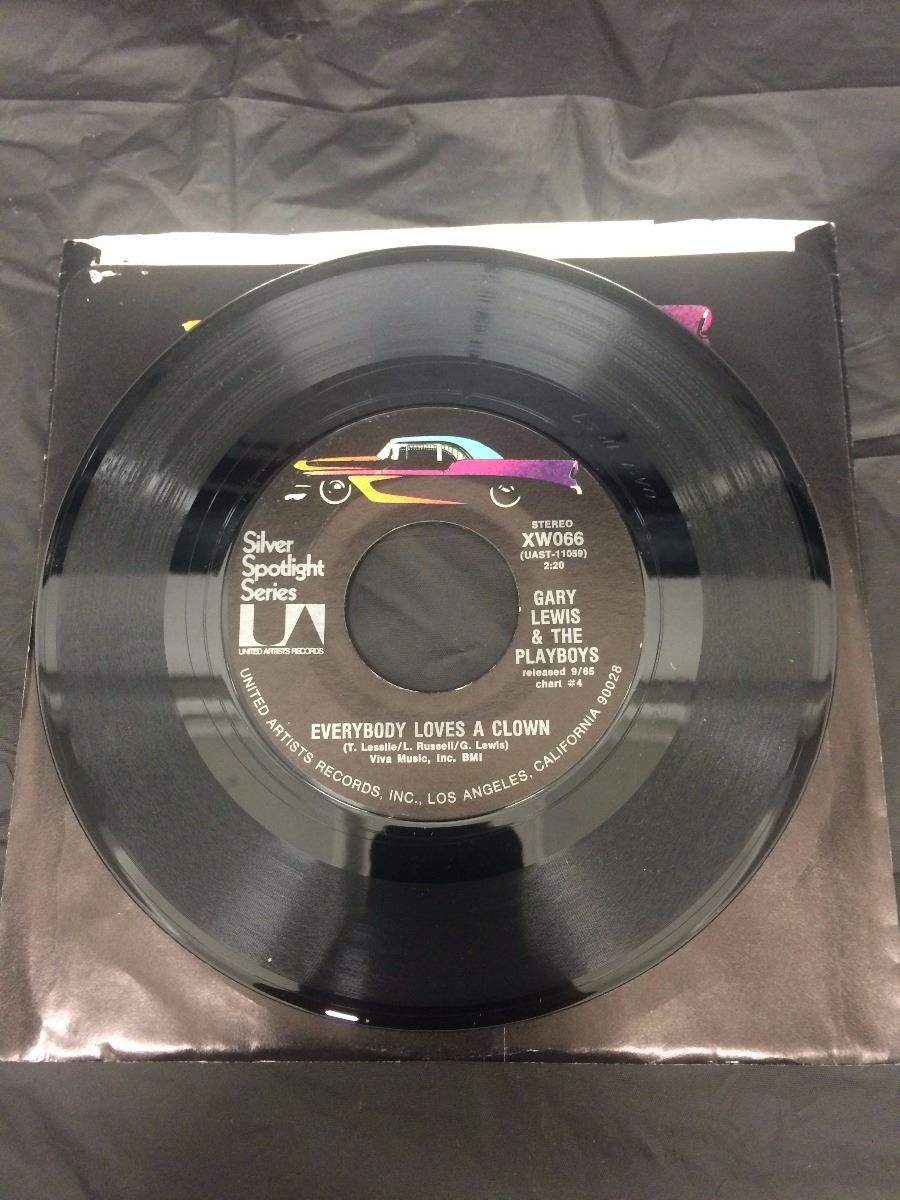 Silver
Spotlight
Series
UA
UNITED ARTISTS RECORDS
STEREO
XW066
(UAST-11059)
2:20
GARY
LEWIS
& THE
PLAYBOYS
released 9/65
chart #4
EVERYBODY LOVES A CLOWN
(T. Lesslie/L. Russell/G. Lewis)
Viva Music, Inc. BMI
UNITED ARTISTS RECORDS, INC., LOS ANGELES, CALIFORNIA 90028